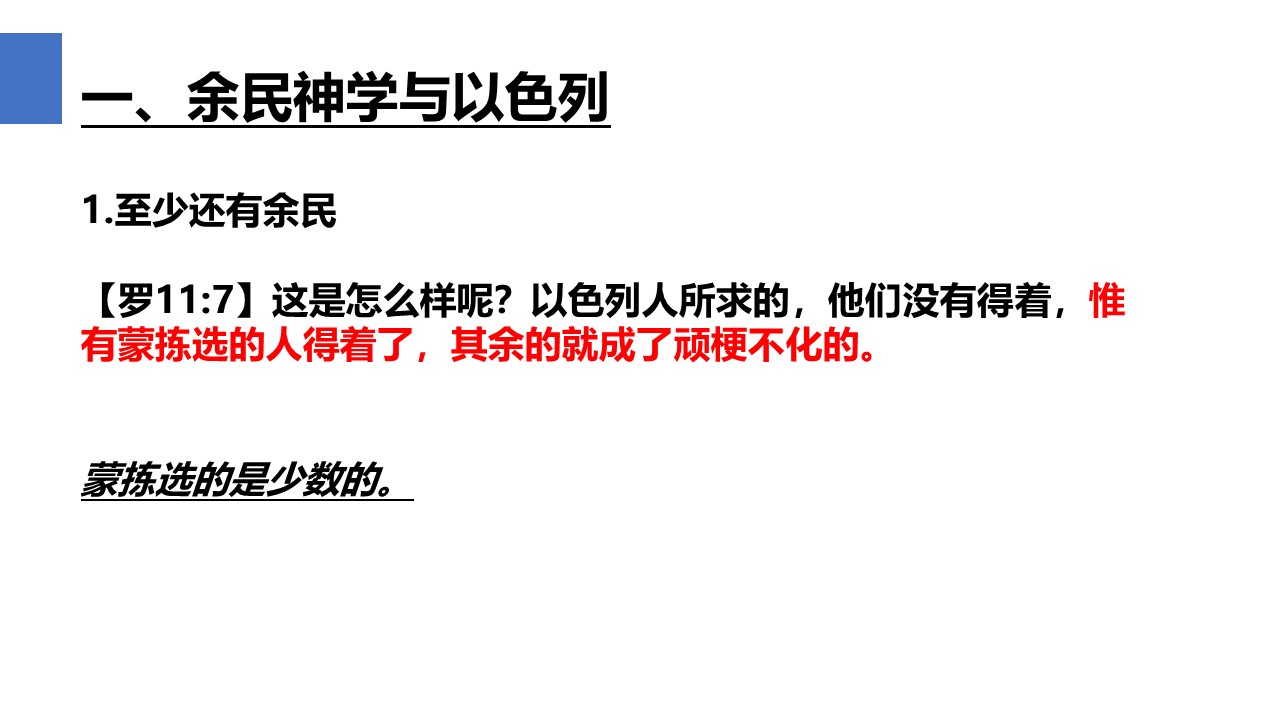 一、余民神学与以色列
1.至少还有余民
【罗11:7】这是怎么样呢？以色列人所求的，他们没有得着，惟
有蒙拣选的人得着了，其余的就成了顽梗不化的。
蒙拣选的是少数的。